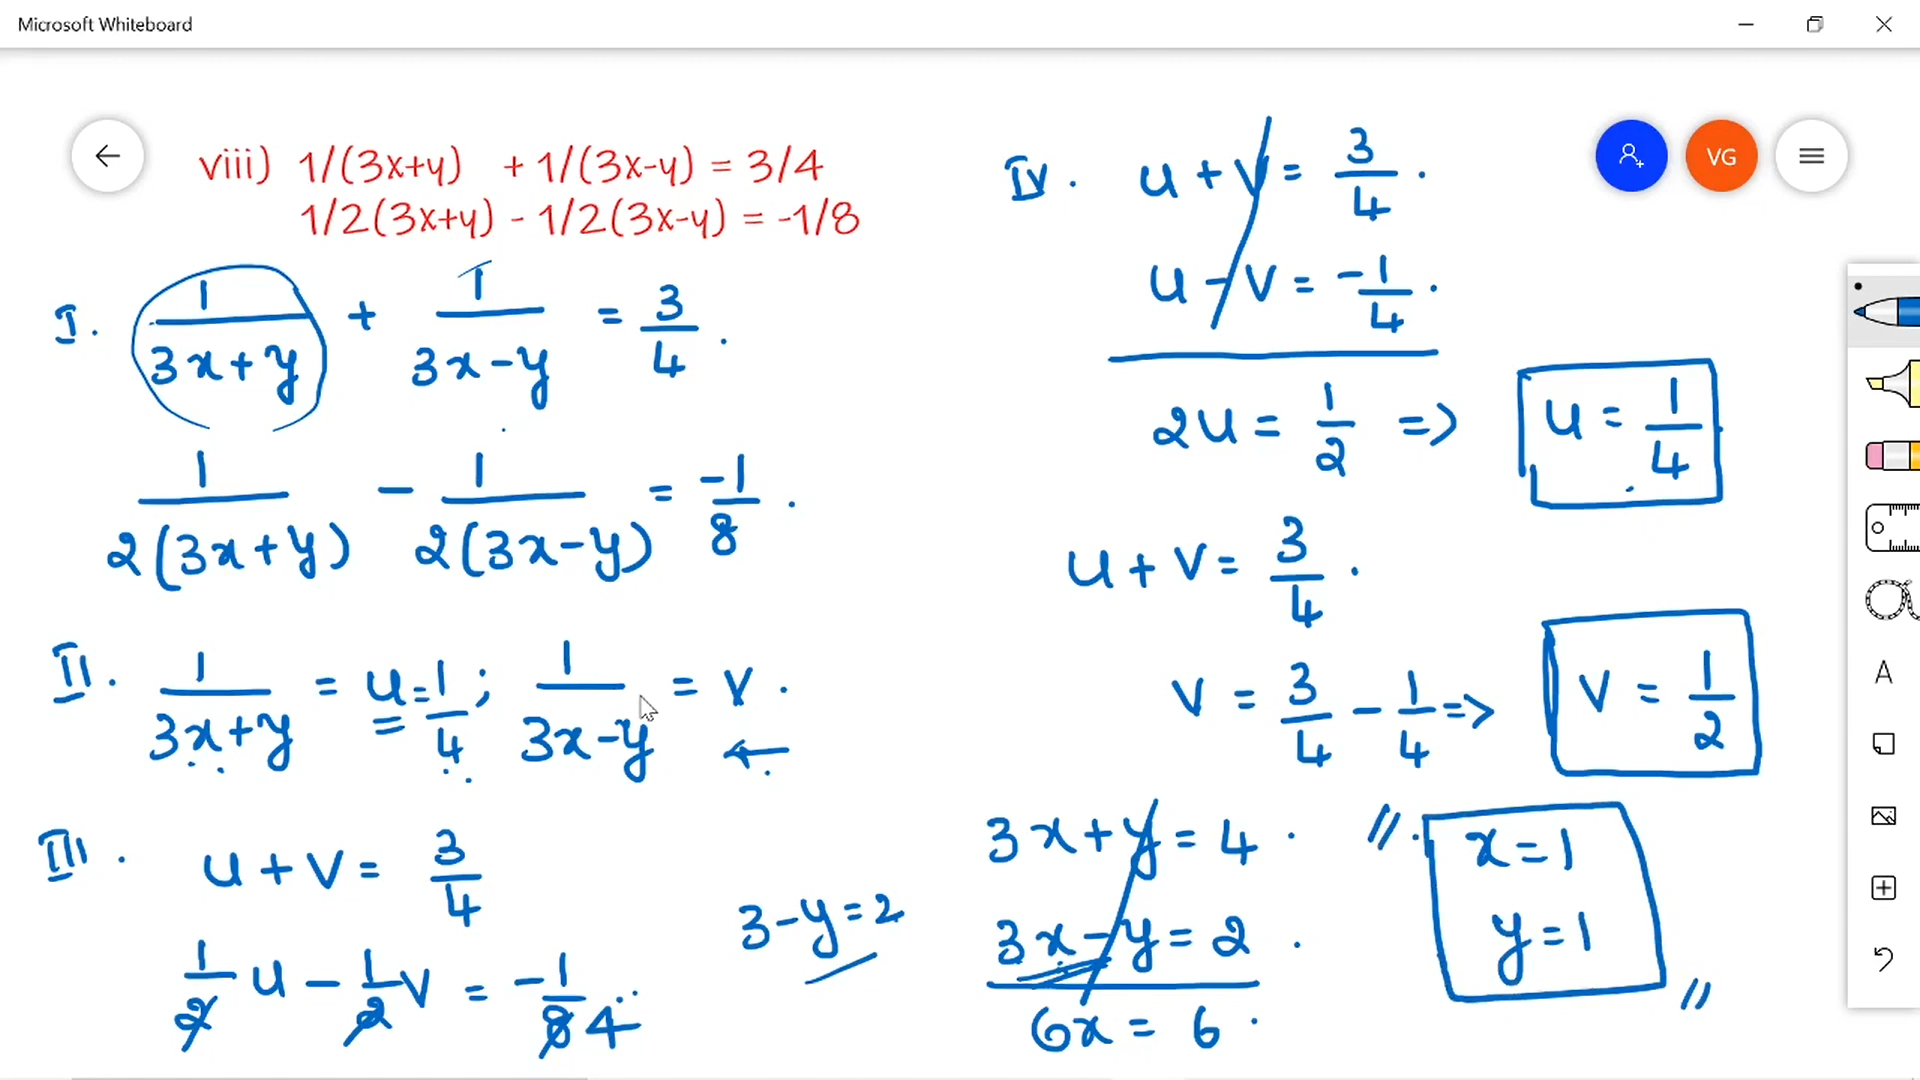 Microsoft Whiteboard
VG
viii) 1/(3x+y) + 1/(3x-y) = 3/4
1/2(3x+y) - 1/2(3x-y) = -1/8
I. 1/(3x+y) + 1/(3x-y) = 3/4.
1/2(3x+y) - 1/2(3x-y) = -1/8.
II. 1/(3x+y) = u = 1/4; 1/(3x-y) = v.
III. u + v = 3/4
1/2 u - 1/2 v = -1/8 4
3-y=2
IV. u + v = 3/4.
u - v = -1/4.
2u = 1/2 => u = 1/4
u + v = 3/4.
v = 3/4 - 1/4 => v = 1/2
3x+y = 4.
3x-y = 2.
6x = 6.
// x=1
y=1 //
A